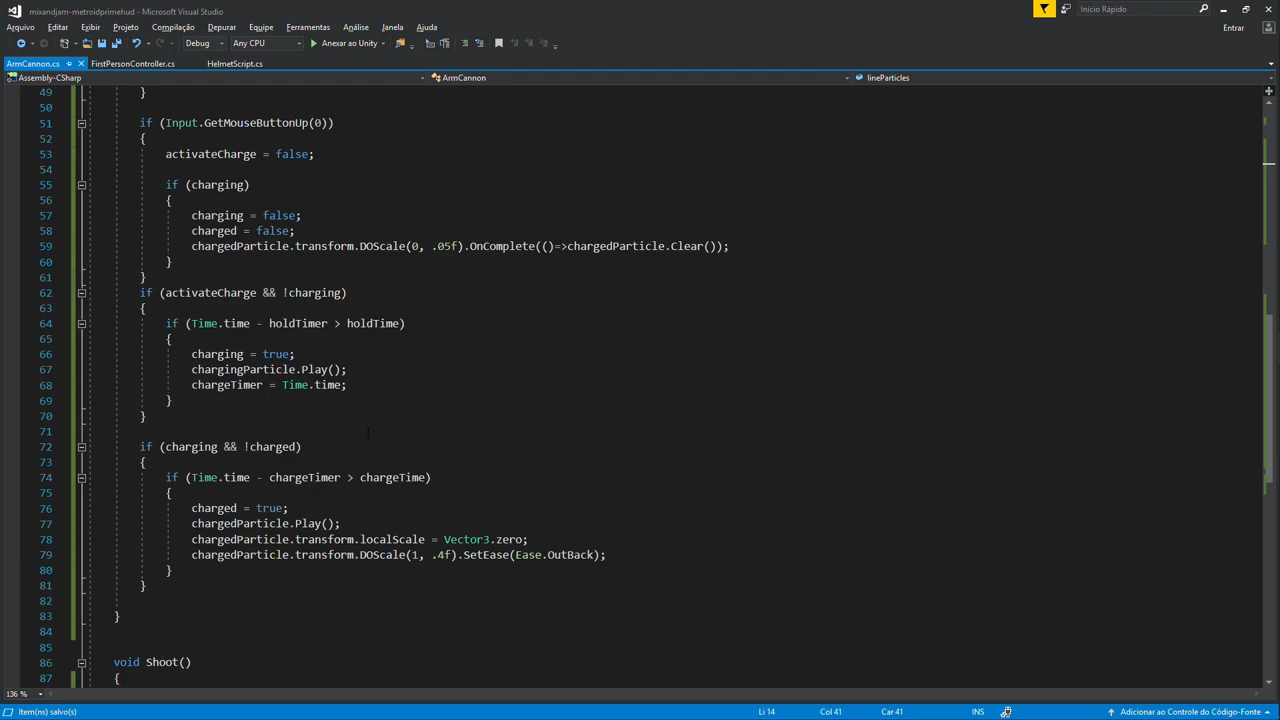 mixandjam-metroidprimehud - Microsoft Visual Studio
Início Rápido
Arquivo Editar Exibir Projeto Compilação Depurar Equipe Ferramentas Análise Janela Ajuda
Entrar
Debug Any CPU Anexar ao Unity
ArmCannon.cs FirstPersonController.cs HelmetScript.cs
Assembly-CSharp ArmCannon lineParticles
49 }
50
51 if (Input.GetMouseButtonUp(0))
52 {
53 activateCharge = false;
54
55 if (charging)
56 {
57 charging = false;
58 charged = false;
59 chargedParticle.transform.DOScale(0, .05f).OnComplete(()=>chargedParticle.Clear());
60 }
61 }
62 if (activateCharge && !charging)
63 {
64 if (Time.time - holdTimer > holdTime)
65 {
66 charging = true;
67 chargingParticle.Play();
68 chargeTimer = Time.time;
69 }
70 }
71
72 if (charging && !charged)
73 {
74 if (Time.time - chargeTimer > chargeTime)
75 {
76 charged = true;
77 chargedParticle.Play();
78 chargedParticle.transform.localScale = Vector3.zero;
79 chargedParticle.transform.DOScale(1, .4f).SetEase(Ease.OutBack);
80 }
81 }
82
83 }
84
85
86 void Shoot()
87 {
136 %
Item(ns) salvo(s) Li 14 Col 41 Car 41 INS Adicionar ao Controle do Código-Fonte